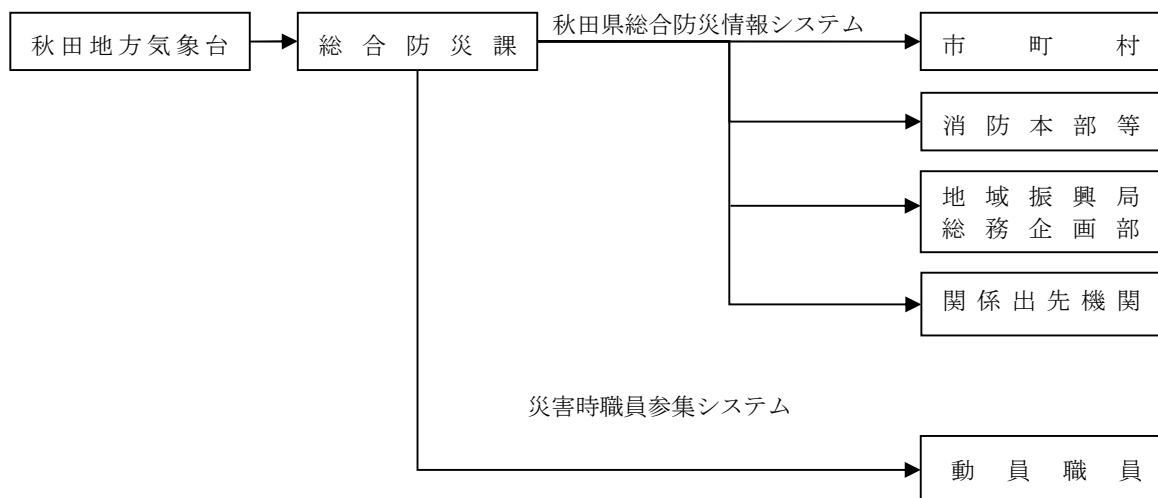 秋田県総合防災情報システム
秋田地方気象台
総合防災課
市町村
消防本部等
地域振興局
総務企画部
関係出先機関
災害時職員参集システム
動員職員